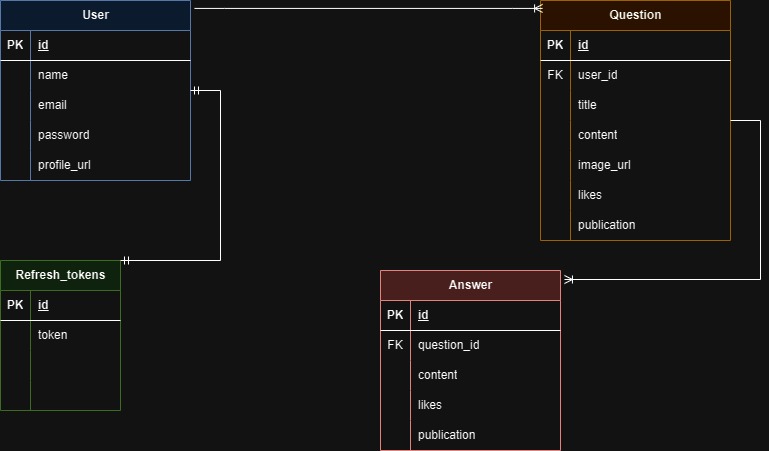 User
PK id
name
email
password
profile_url
Question
PK id
FK user_id
title
content
image_url
likes
publication
Refresh_tokens
PK id
token
Answer
PK id
FK question_id
content
likes
publication